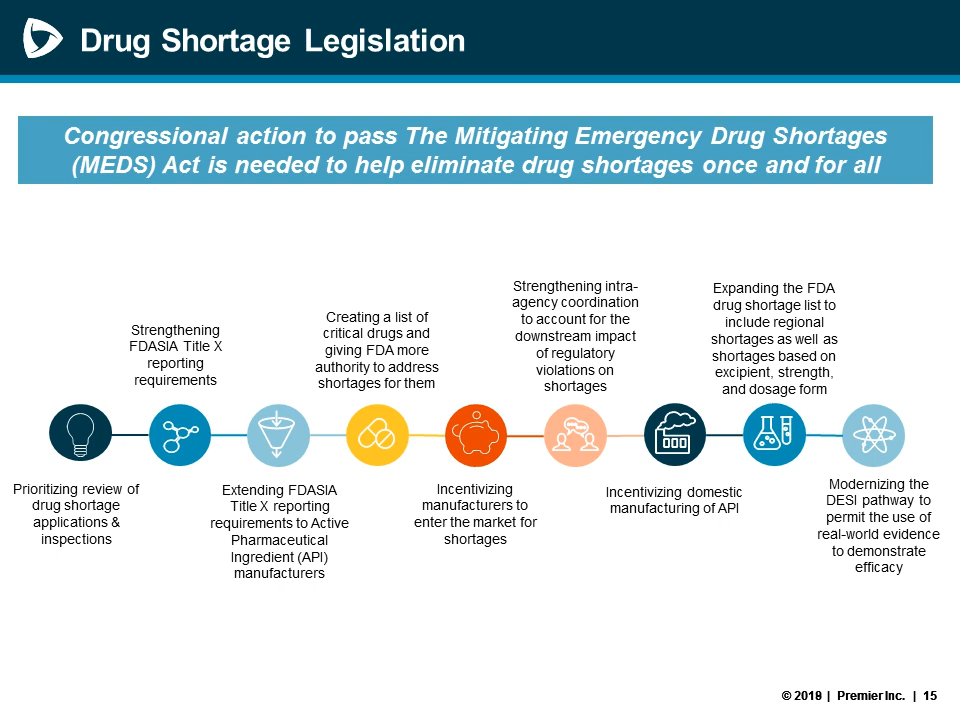 Drug Shortage Legislation
Congressional action to pass The Mitigating Emergency Drug Shortages
(MEDS) Act is needed to help eliminate drug shortages once and for all
Prioritizing review of
drug shortage
applications &
inspections
Strengthening
FDASIA Title X
reporting
requirements
Extending FDASIA
Title X reporting
requirements to Active
Pharmaceutical
Ingredient (API)
manufacturers
Creating a list of
critical drugs and
giving FDA more
authority to address
shortages for them
Incentivizing
manufacturers to
enter the market for
shortages
Strengthening intra-
agency coordination
to account for the
downstream impact
of regulatory
violations on
shortages
Incentivizing domestic
manufacturing of API
Expanding the FDA
drug shortage list to
include regional
shortages as well as
shortages based on
excipient, strength,
and dosage form
Modernizing the
DESI pathway to
permit the use of
real-world evidence
to demonstrate
efficacy
© | Premier Inc. | 15